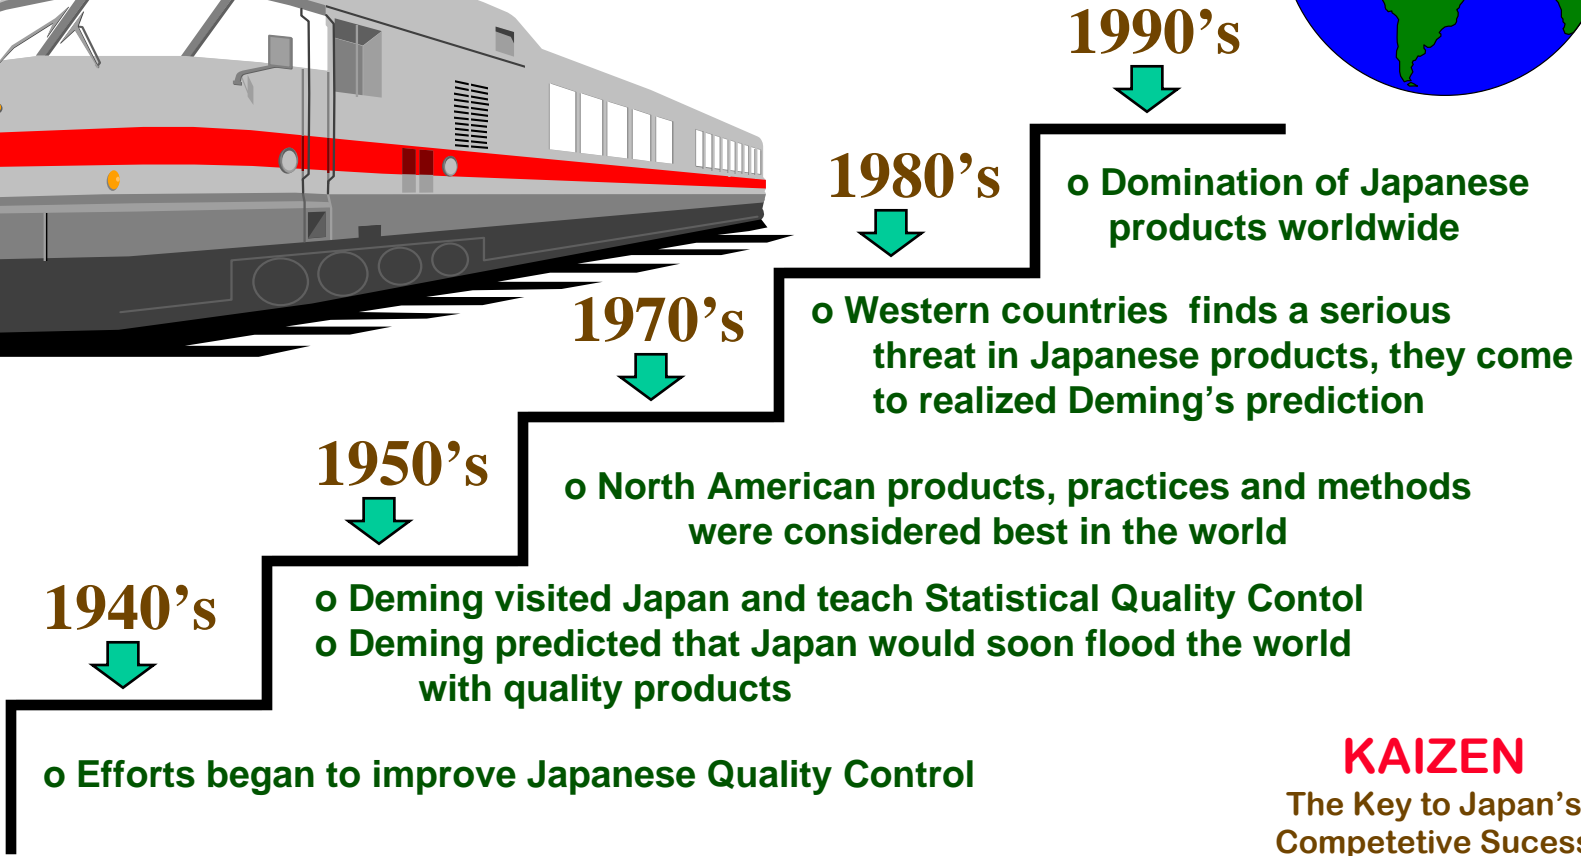 1990's
o Domination of Japanese
products worldwide
1980's
o Western countries  finds a serious
threat in Japanese products, they come
to realized Deming's prediction
1970's
o North American products, practices and methods
were considered best in the world
1950's
o Deming visited Japan and teach Statistical Quality Contol
o Deming predicted that Japan would soon flood the world
with quality products
1940's
o Efforts began to improve Japanese Quality Control
KAIZEN
The Key to Japan's
Competetive Sucess